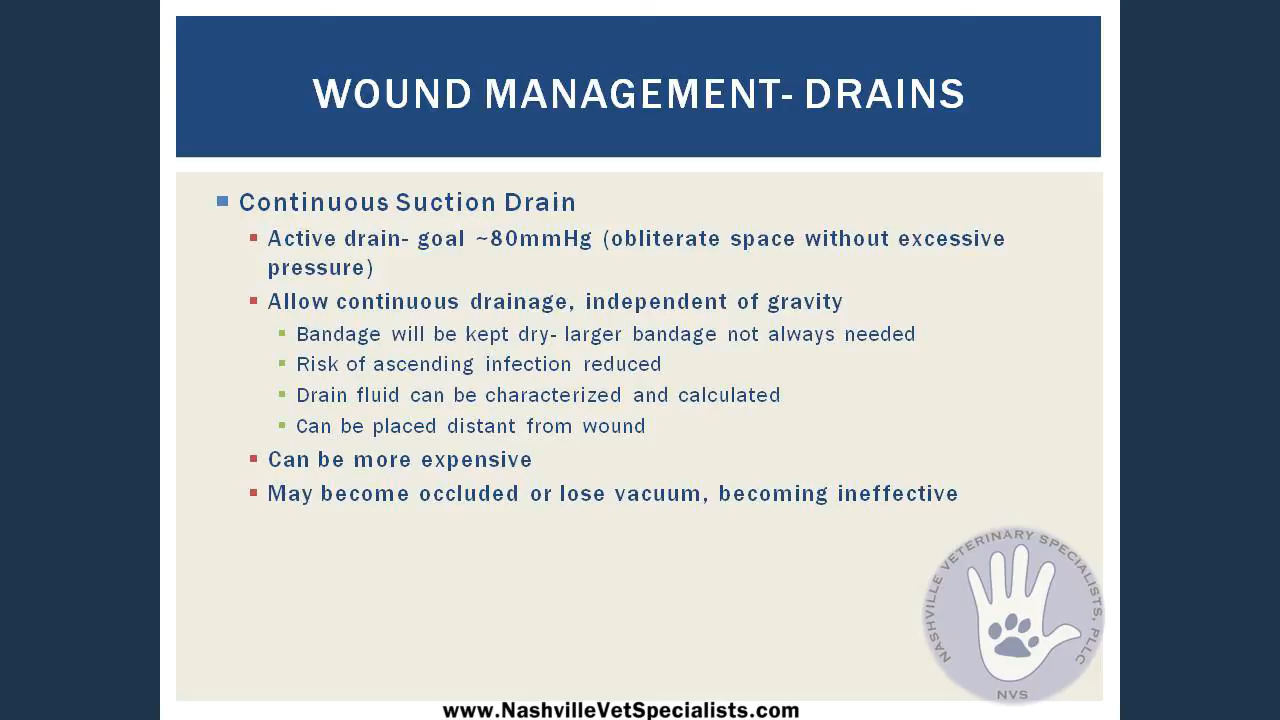 WOUND MANAGEMENT- DRAINS
Continuous Suction Drain
Active drain- goal ~80mmHg (obliterate space without excessive
pressure)
Allow continuous drainage, independent of gravity
Bandage will be kept dry- larger bandage not always needed
Risk of ascending infection reduced
Drain fluid can be characterized and calculated
Can be placed distant from wound
Can be more expensive
May become occluded or lose vacuum, becoming ineffective
NASHVILLE VETERINARY SPECIALISTS, PLLC
NVS
www.NashvilleVetSpecialists.com